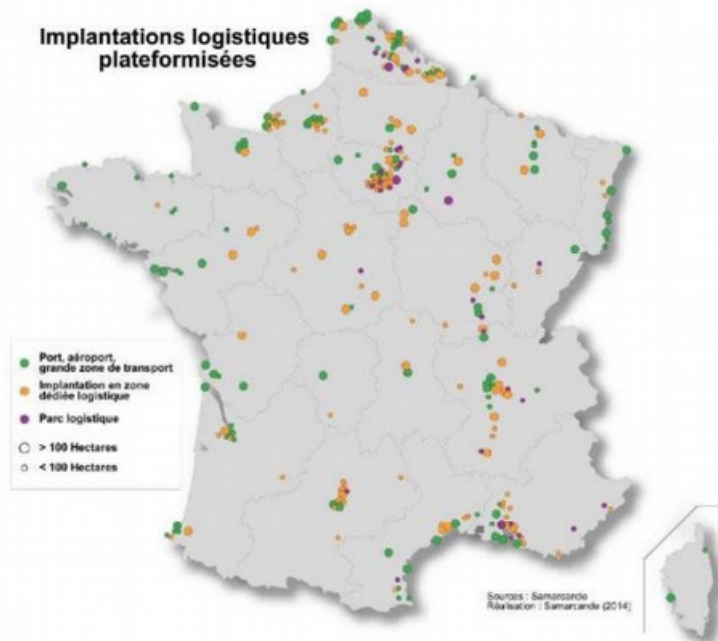 Implantations logistiques
plateformisées
Port, aéroport,
grande zone de transport
Implantation en zone
dédiée logistique
Parc logistique
> 100 Hectares
< 100 Hectares
Sources : Samarcande
Réalisation : Samarcande (2014)